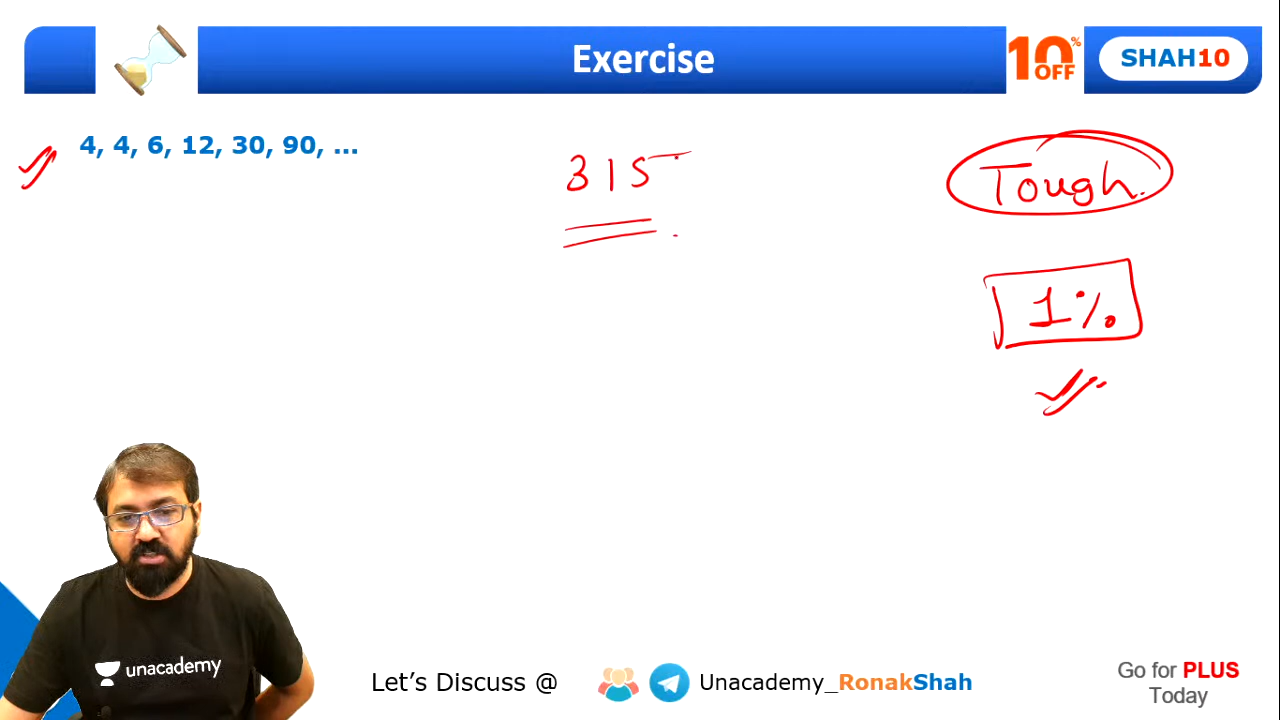 Exercise
10% OFF
SHAH10
4, 4, 6, 12, 30, 90, ...
315
Tough.
1%
unacademy
Let's Discuss @
Unacademy_RonakShah
Go for PLUS
Today